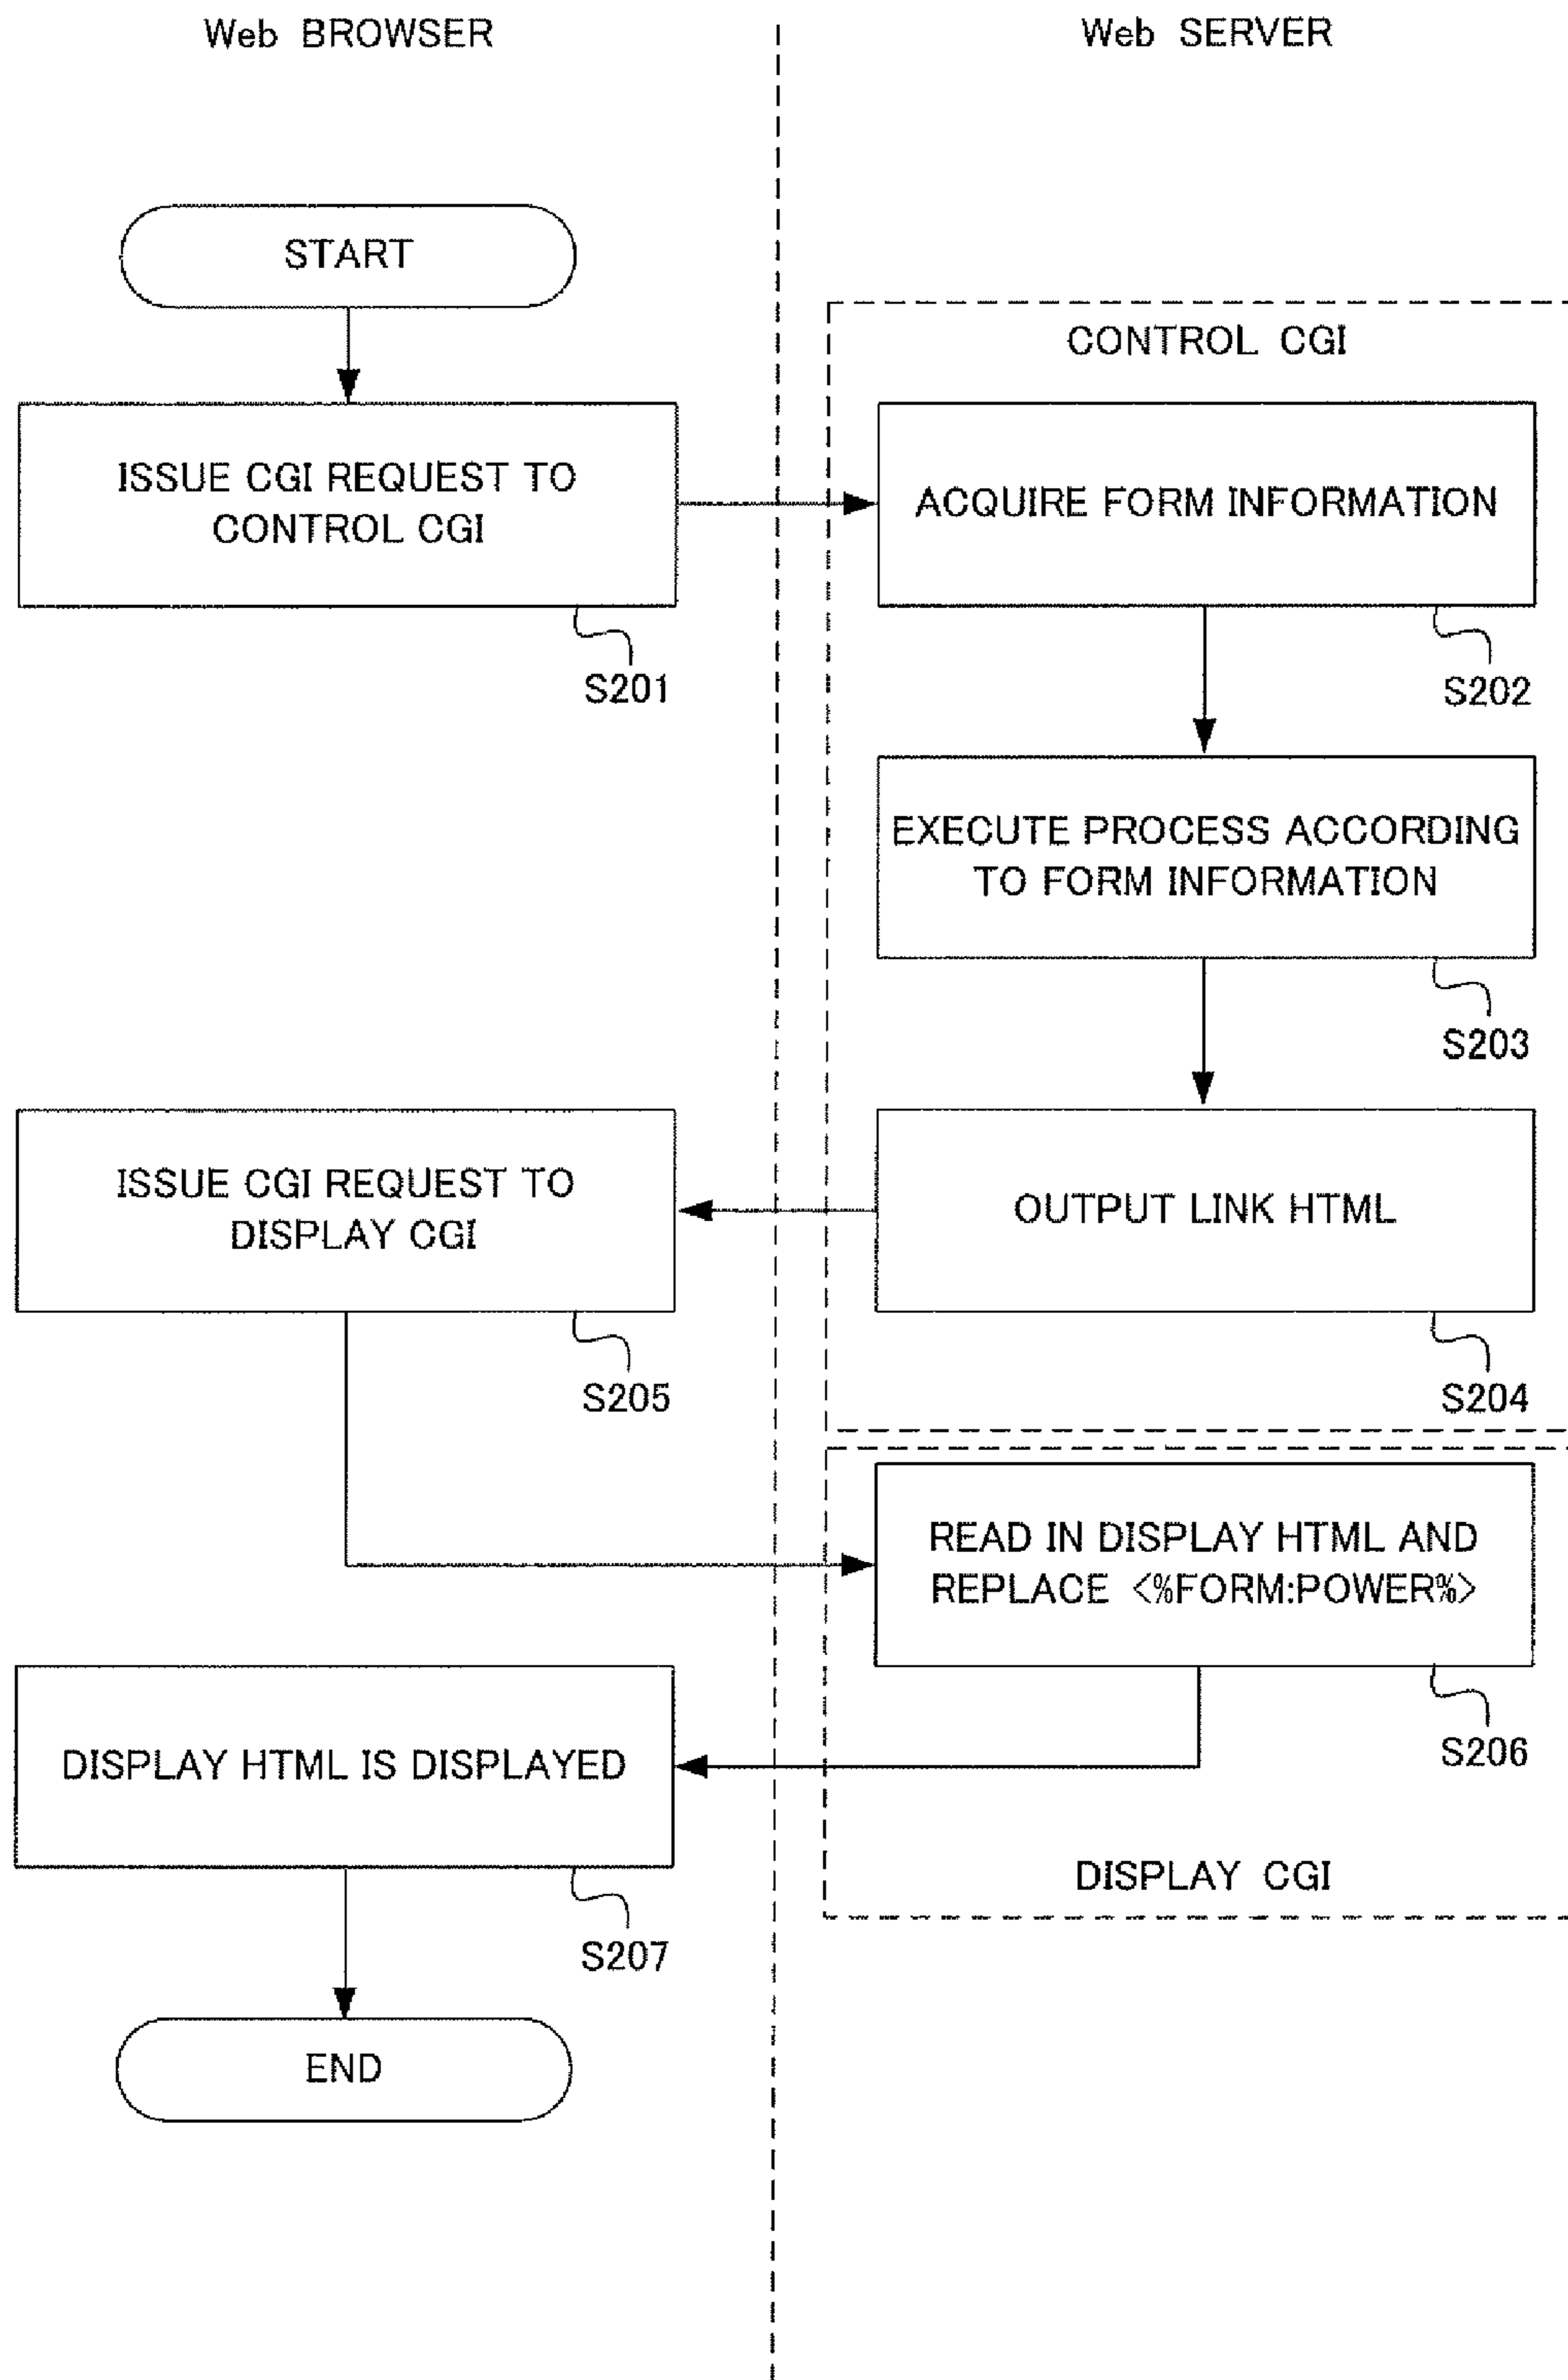 Web BROWSER
Web SERVER
START
CONTROL CGI
ISSUE CGI REQUEST TO
CONTROL CGI
S201
ACQUIRE FORM INFORMATION
S202
EXECUTE PROCESS ACCORDING
TO FORM INFORMATION
S203
OUTPUT LINK HTML
S204
ISSUE CGI REQUEST TO
DISPLAY CGI
S205
READ IN DISPLAY HTML AND
REPLACE <%FORM:POWER%>
S206
DISPLAY CGI
DISPLAY HTML IS DISPLAYED
S207
END